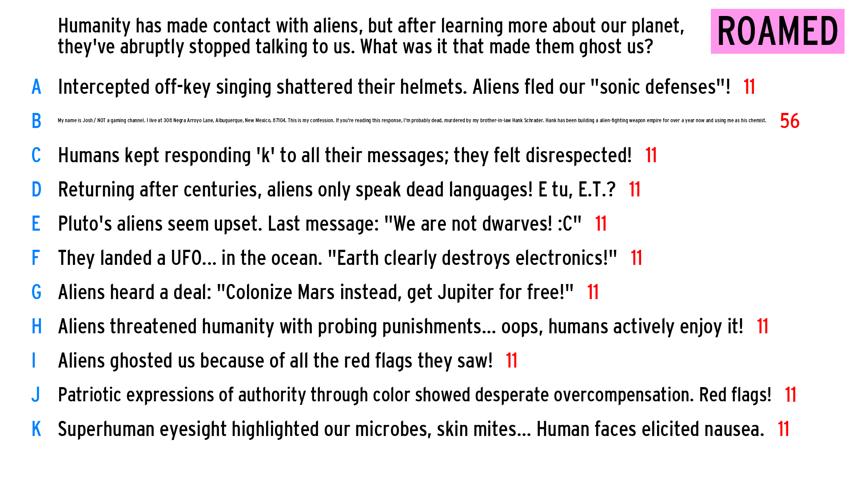 Humanity has made contact with aliens, but after learning more about our planet,
they've abruptly stopped talking to us. What was it that made them ghost us?
ROAMED
A Intercepted off-key singing shattered their helmets. Aliens fled our "sonic defenses"! 11
B My name is Josh/ NOT a gaming channel. I live at 308 Negra Arroyo Lane, Albuquerque, New Mexico, 87104. This is my confession. If you're reading this response, I'm probably dead, murdered by my brother-in-law Hank Schrader. Hank has been building a alien-fighting weapon empire for over a year now and using me as his chemist. 56
C Humans kept responding 'k' to all their messages; they felt disrespected! 11
D Returning after centuries, aliens only speak dead languages! E tu, E.T.? 11
E Pluto's aliens seem upset. Last message: "We are not dwarves! :C" 11
F They landed a UFO... in the ocean. "Earth clearly destroys electronics!" 11
G Aliens heard a deal: "Colonize Mars instead, get Jupiter for free!" 11
H Aliens threatened humanity with probing punishments... oops, humans actively enjoy it! 11
I Aliens ghosted us because of all the red flags they saw! 11
J Patriotic expressions of authority through color showed desperate overcompensation. Red flags! 11
K Superhuman eyesight highlighted our microbes, skin mites... Human faces elicited nausea. 11